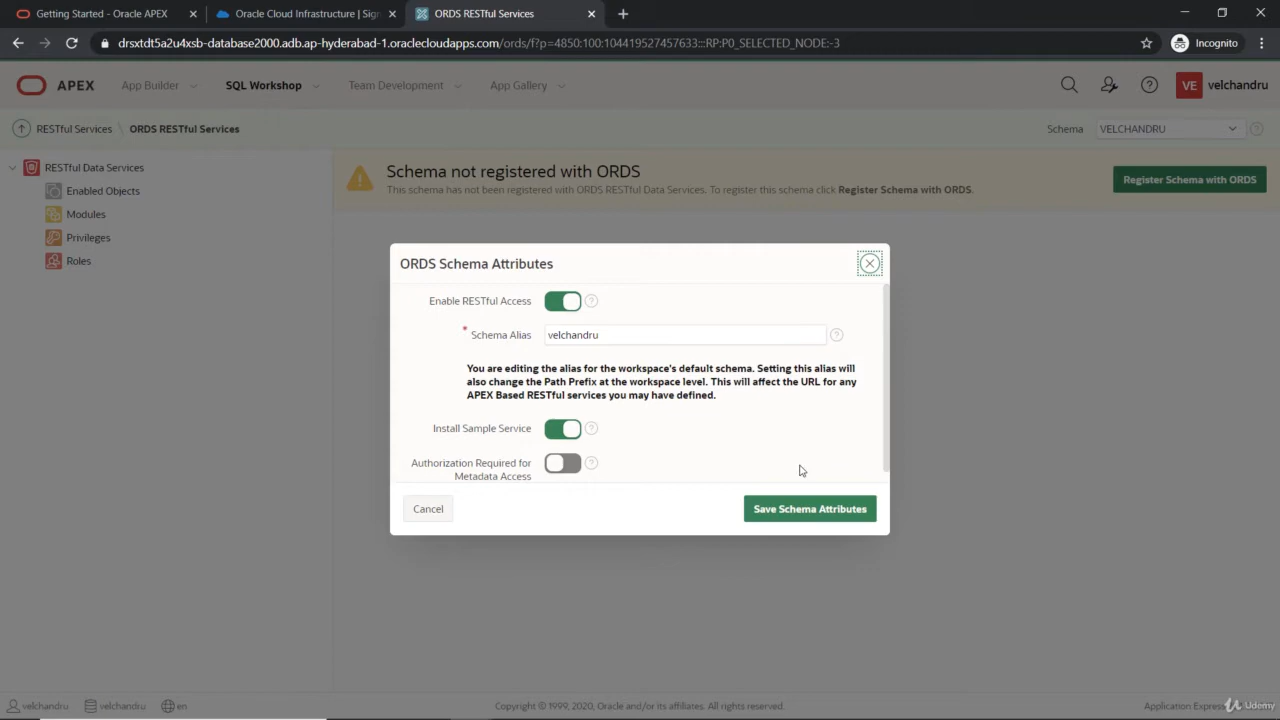 Getting Started - Oracle APEX
Oracle Cloud Infrastructure | Sign
ORDS RESTful Services
drsxtdt5a2u4xsb-database2000.adb.ap-hyderabad-1.oraclecloudapps.com/ords/f?p=4850:100:104419527457633:::RP:P0_SELECTED_NODE:-3
Incognito
APEX
App Builder
SQL Workshop
Team Development
App Gallery
VE
velchandru
RESTful Services \ ORDS RESTful Services
Schema
VELCHANDRU
RESTful Data Services
Enabled Objects
Modules
Privileges
Roles
Schema not registered with ORDS
This schema has not been registered with ORDS RESTful Data Services. To register this schema click Register Schema with ORDS.
Register Schema with ORDS
ORDS Schema Attributes
Enable RESTful Access
* Schema Alias
velchandru
You are editing the alias for the workspace's default schema. Setting this alias will
also change the Path Prefix at the workspace level. This will affect the URL for any
APEX Based RESTful services you may have defined.
Install Sample Service
Authorization Required for
Metadata Access
Cancel
Save Schema Attributes
velchandru
velchandru
en
Copyright © 1999, 2020, Oracle and/or its affiliates. All rights reserved.
Application Express
Udemy